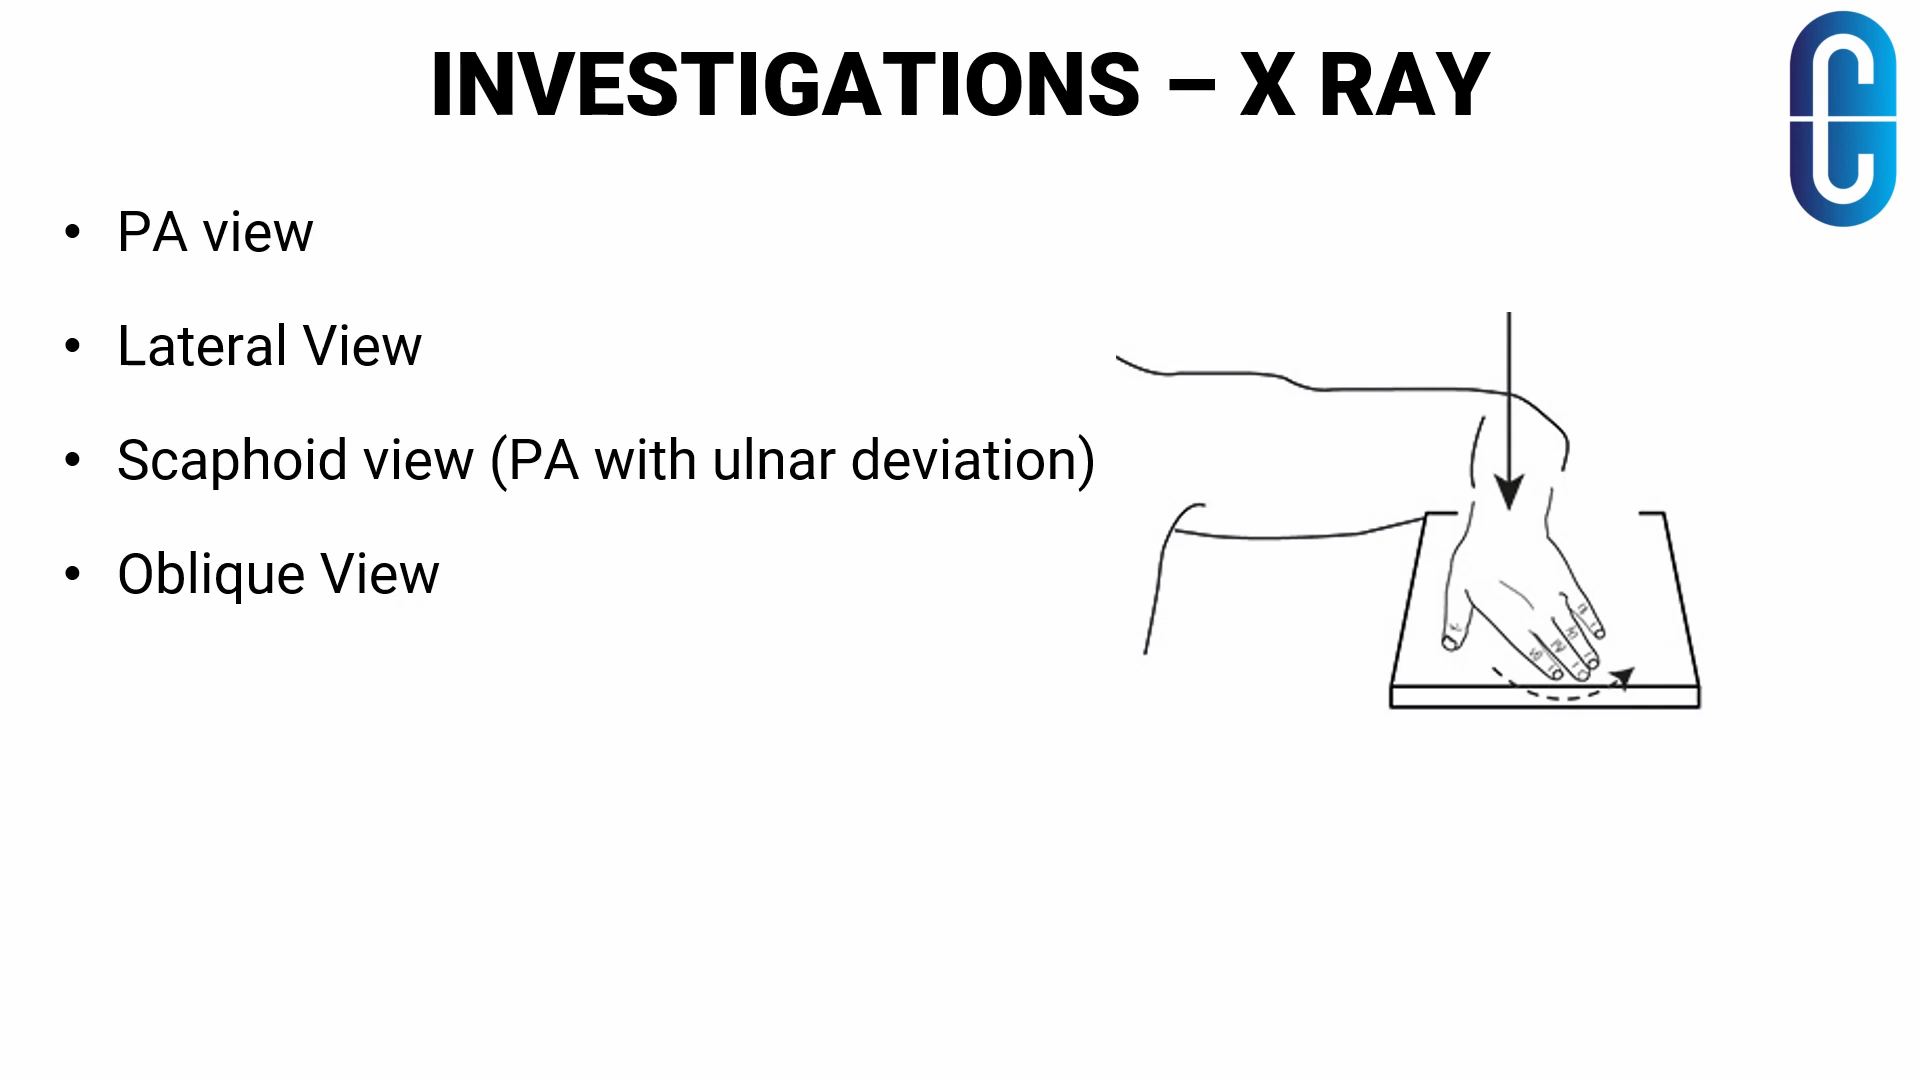 INVESTIGATIONS – X RAY
• PA view
• Lateral View
• Scaphoid view (PA with ulnar deviation)
• Oblique View